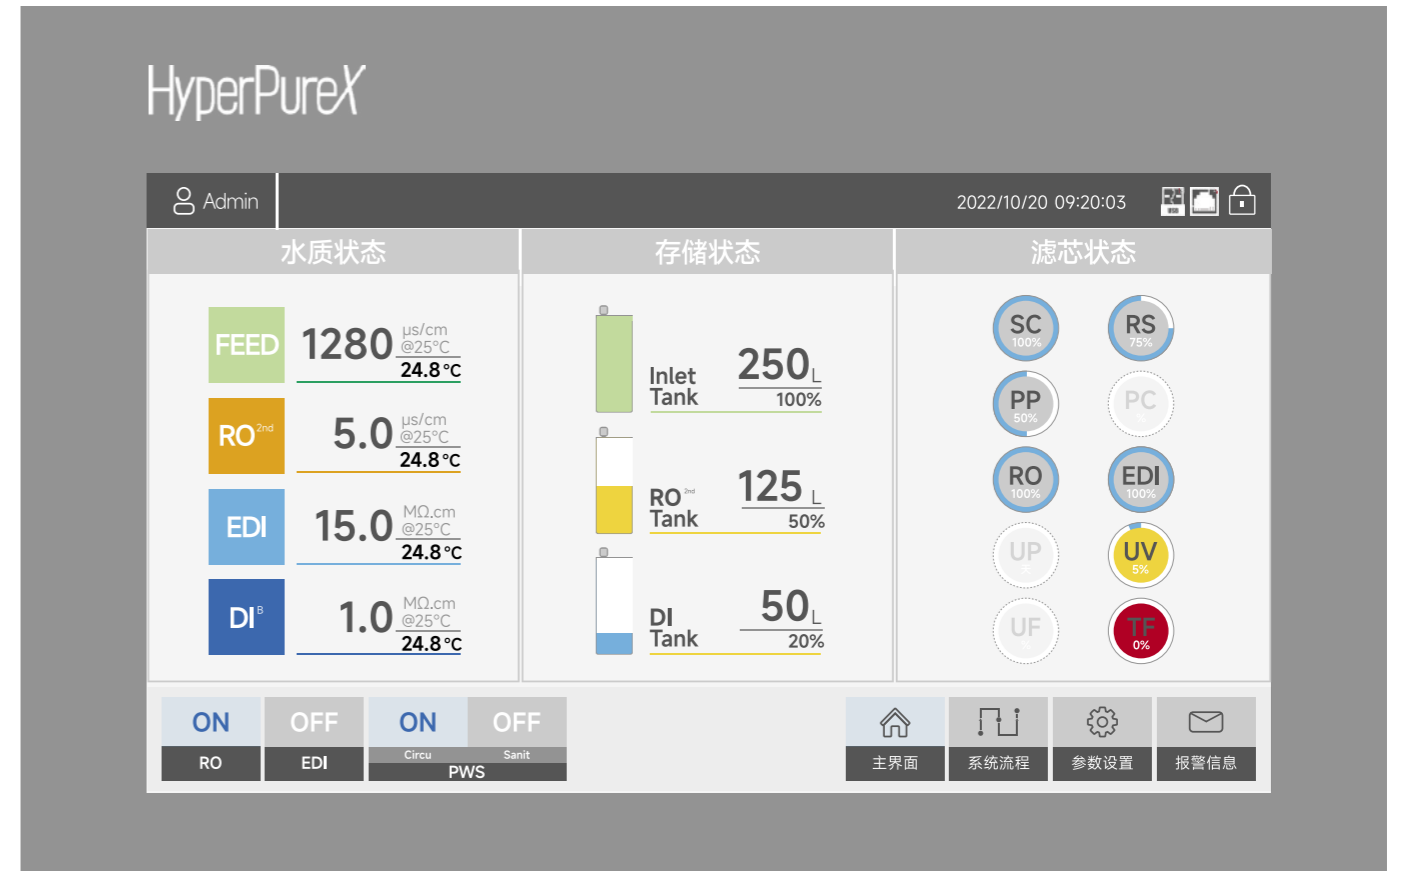 HyperPureX
Admin
2022/10/20 09:20:03
水质状态
存储状态
滤芯状态
FEED
1280
µs/cm
@25°C
24.8°C
RO2nd
5.0
µs/cm
@25°C
24.8°C
EDI
15.0
MΩ.cm
@25°C
24.8°C
DIB
1.0
MΩ.cm
@25°C
24.8°C
Inlet
Tank
250L
100%
RO2nd
Tank
125 L
50%
DI
Tank
50L
20%
SC
100%
RS
75%
PP
50%
PC
RO
100%
EDI
100%
UP
UV
5%
UF
TF
0%
ON
OFF
ON
OFF
RO
EDI
Circu
Sanit
PWS
主界面
系统流程
参数设置
报警信息